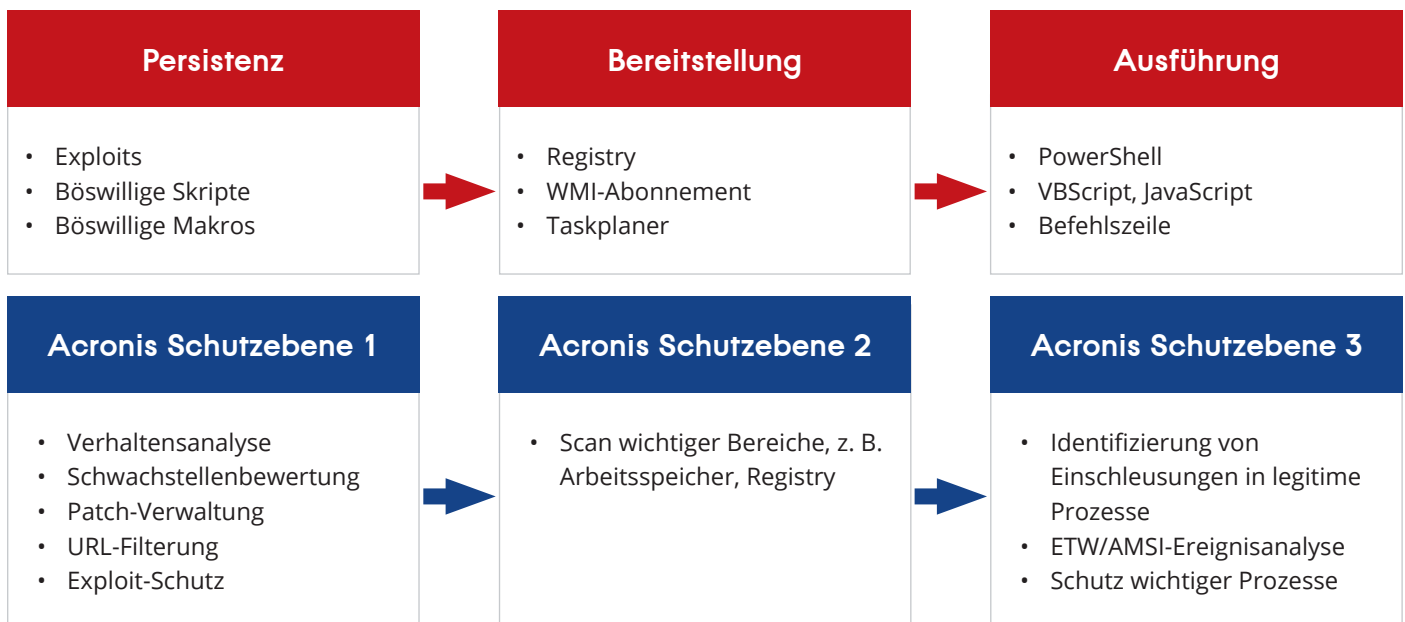 Persistenz
• Exploits
• Böswillige Skripte
• Böswillige Makros
Bereitstellung
• Registry
• WMI-Abonnement
• Taskplaner
Ausführung
• PowerShell
• VBScript, JavaScript
• Befehlszeile
Acronis Schutzebene 1
• Verhaltensanalyse
• Schwachstellenbewertung
• Patch-Verwaltung
• URL-Filterung
• Exploit-Schutz
Acronis Schutzebene 2
• Scan wichtiger Bereiche, z. B.
Arbeitsspeicher, Registry
Acronis Schutzebene 3
• Identifizierung von
Einschleusungen in legitime
Prozesse
• ETW/AMSI-Ereignisanalyse
• Schutz wichtiger Prozesse